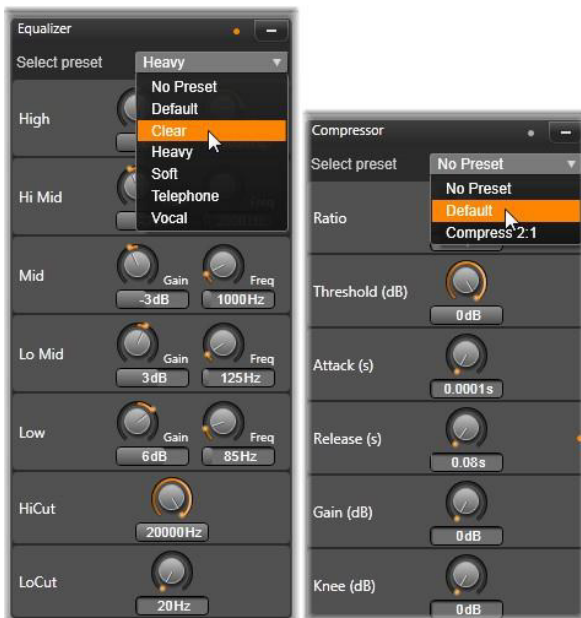 Equalizer
Select preset Heavy
No Preset
Default
Clear
Heavy
Soft
Telephone
Vocal
High
Hi Mid
Mid Gain Freq
-3dB 1000Hz
Lo Mid Gain Freq
3dB 125Hz
Low Gain Freq
6dB 85Hz
HiCut
20000Hz
LoCut
20Hz
Compressor
Select preset No Preset
No Preset
Default
Compress 2:1
Ratio
Threshold (dB)
0dB
Attack (s)
0.0001s
Release (s)
0.08s
Gain (dB)
0dB
Knee (dB)
0dB